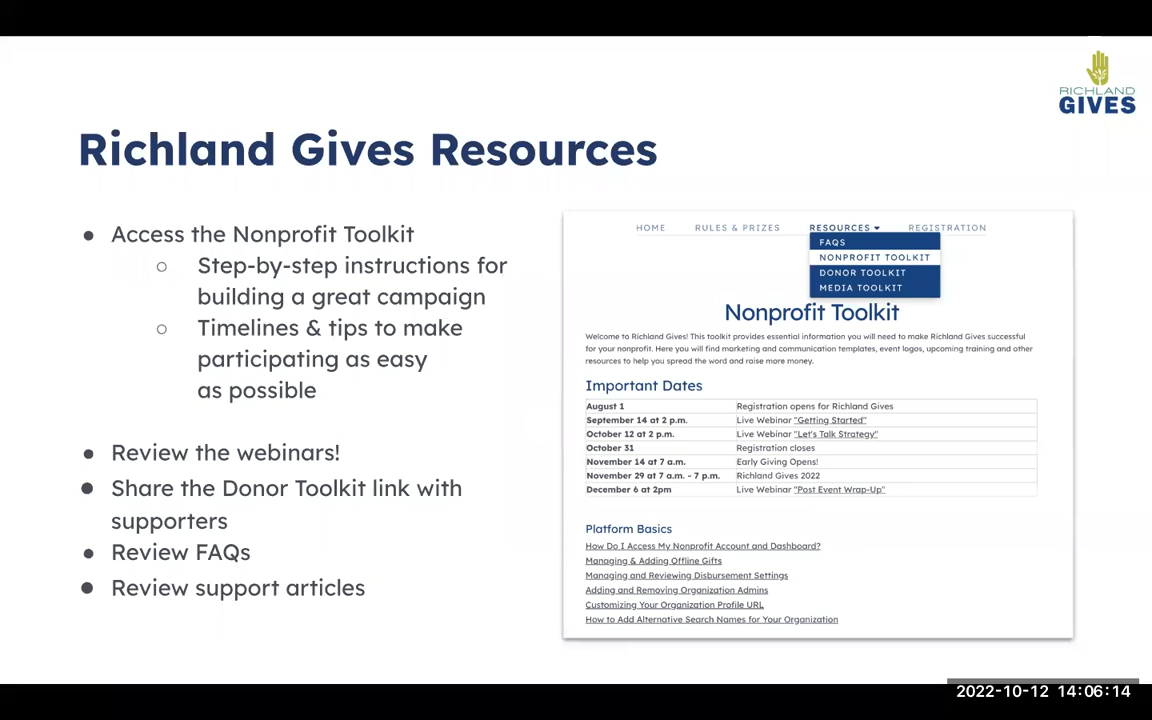 RICHLAND
GIVES
Richland Gives Resources
● Access the Nonprofit Toolkit
○ Step-by-step instructions for
building a great campaign
○ Timelines & tips to make
participating as easy
as possible
● Review the webinars!
● Share the Donor Toolkit link with
supporters
● Review FAQs
● Review support articles
HOME RULES & PRIZES RESOURCES REGISTRATION
FAQS
NONPROFIT TOOLKIT
DONOR TOOLKIT
MEDIA TOOLKIT
Nonprofit Toolkit
Welcome to Richland Gives! This toolkit provides essential information you will need to make Richland Gives successful
for your nonprofit. Here you will find marketing and communication templates, event logos, upcoming training and other
resources to help you spread the word and raise more money.
Important Dates
August 1 Registration opens for Richland Gives
September 14 at 2 p.m. Live Webinar "Getting Started"
October 12 at 2 p.m. Live Webinar "Let's Talk Strategy"
October 31 Registration closes
November 14 at 7 a.m. Early Giving Opens!
November 29 at 7 a.m. - 7 p.m. Richland Gives 2022
December 6 at 2pm Live Webinar "Post Event Wrap-Up"
Platform Basics
How Do I Access My Nonprofit Account and Dashboard?
Managing & Adding Offline Gifts
Managing and Reviewing Disbursement Settings
Adding and Removing Organization Admins
Customizing Your Organization Profile URL
How to Add Alternative Search Names for Your Organization
2022-10-12 14:06:14